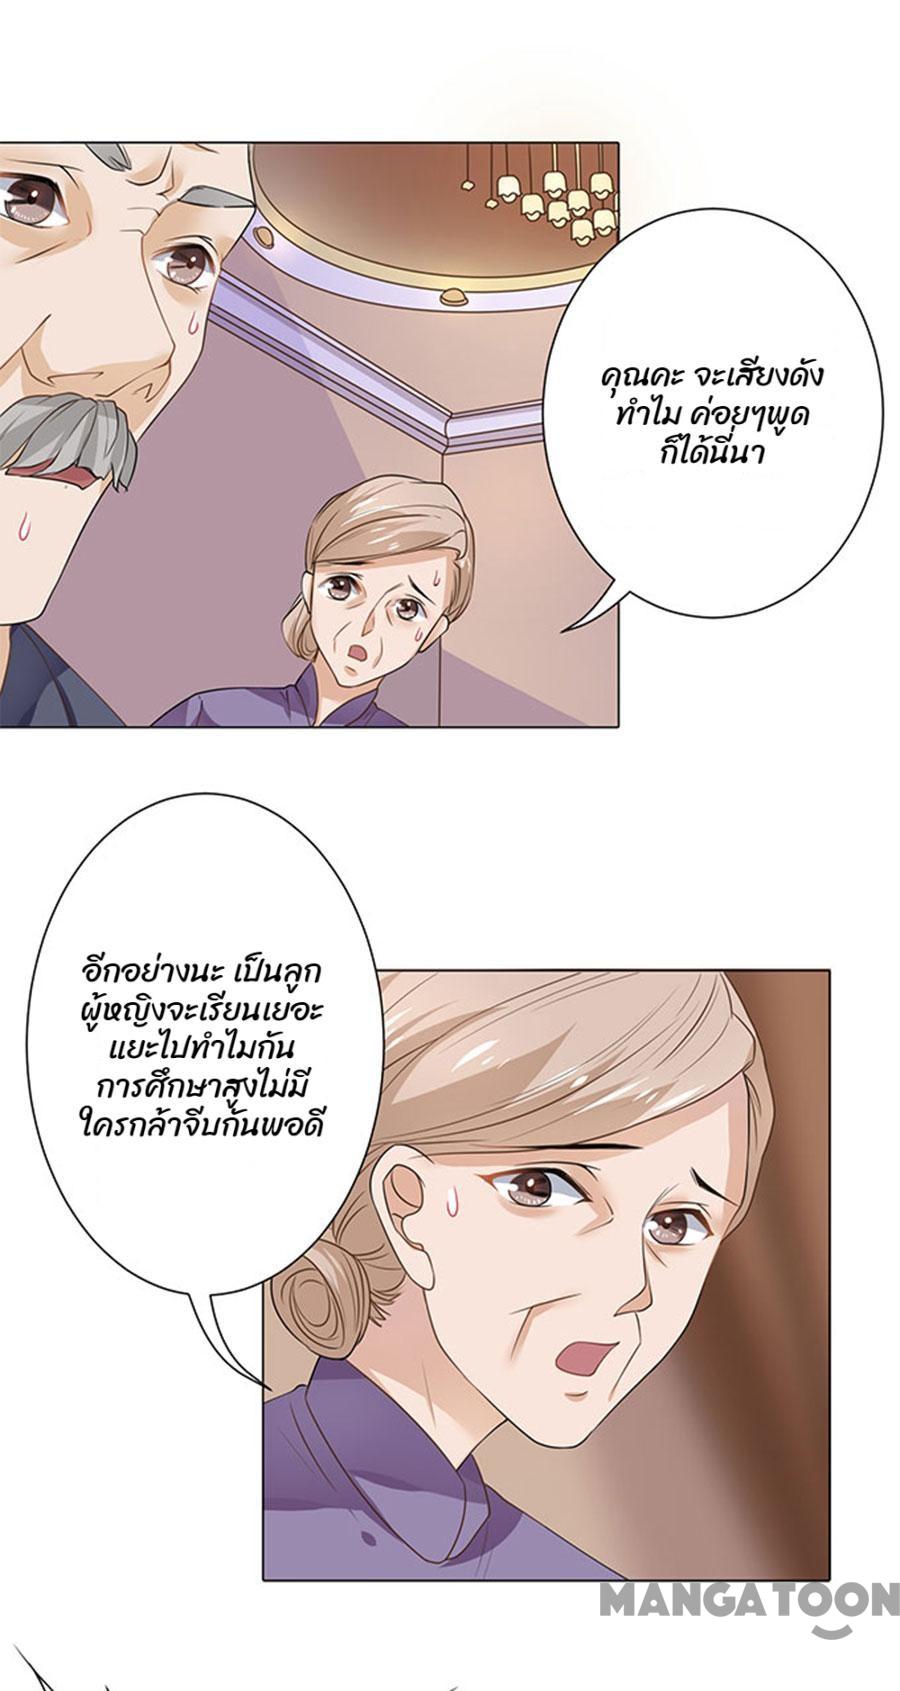 คุณคะ จะเสียงดัง
ทำไม ค่อยๆพูด
ก็ได้นี่นา
อีกอย่างนะ เป็นลูก
ผู้หญิงจะเรียนเยอะ
แยะไปทำไมกัน
การศึกษาสูงไม่มี
ใครกล้าจีบกันพอดี
MANGATOON